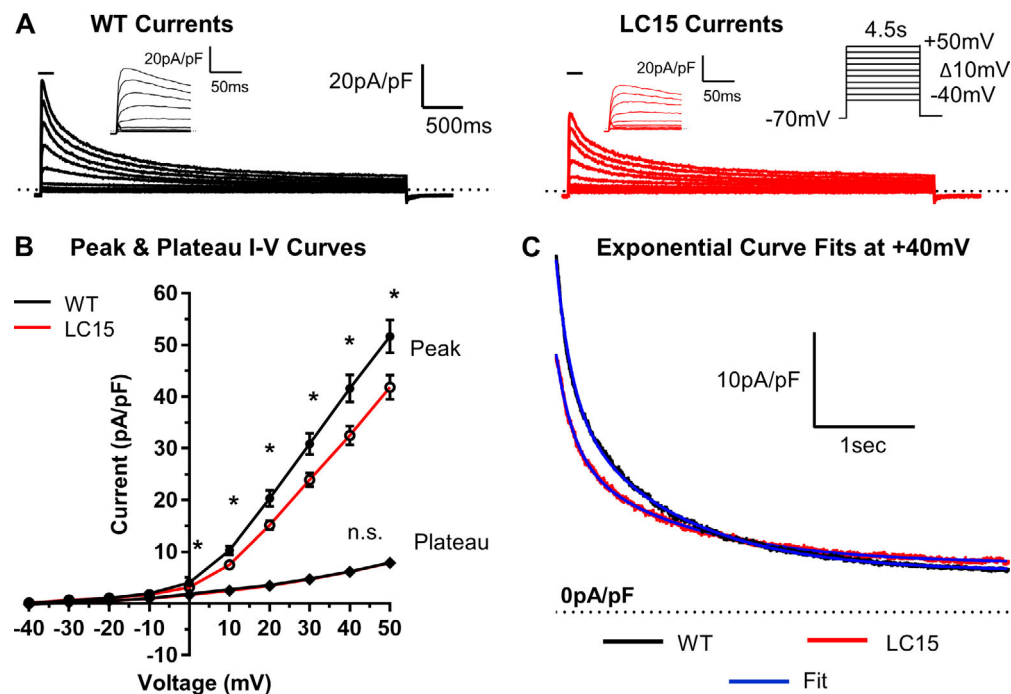 A
WT Currents
20pA/pF
50ms
20pA/pF
500ms
LC15 Currents
20pA/pF
50ms
4.5s
+50mV
Δ10mV
-40mV
-70mV
B
Peak & Plateau I-V Curves
WT
LC15
Current (pA/pF)
60
50
40
30
20
10
-10
-40
-30
-20
-10
10
20
30
40
50
Voltage (mV)
*
*
*
*
*
*
Peak
n.s.
Plateau
C
Exponential Curve Fits at +40mV
10pA/pF
1sec
0pA/pF
WT
LC15
Fit